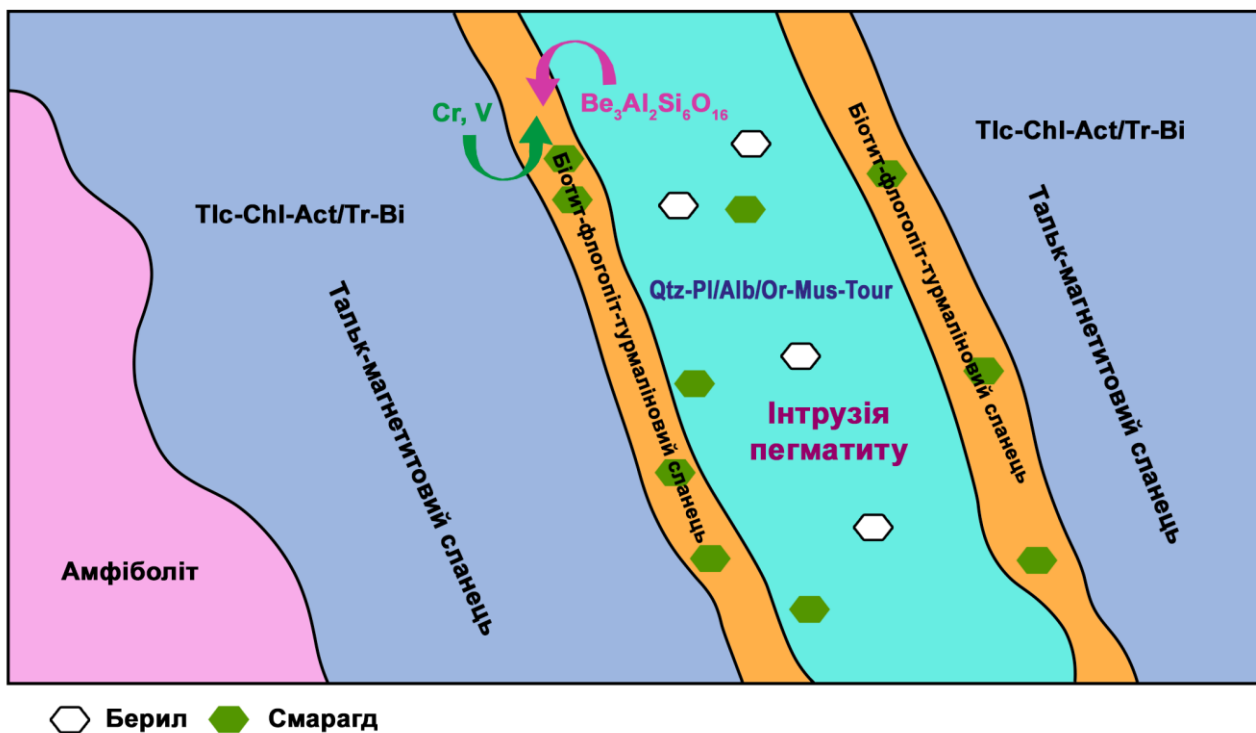 Cr, V
Be₃Al₂Si₆O₁₆
Біотит-флогопіт-турмаліновий сланець
Біотит-флогопіт-турмаліновий сланець
Tlc-Chl-Act/Tr-Bi
Tlc-Chl-Act/Tr-Bi
Тальк-магнетитовий сланець
Тальк-магнетитовий сланець
Qtz-Pl/Alb/Or-Mus-Tour
Інтрузія
пегматиту
Амфіболіт
Берил
Смарагд